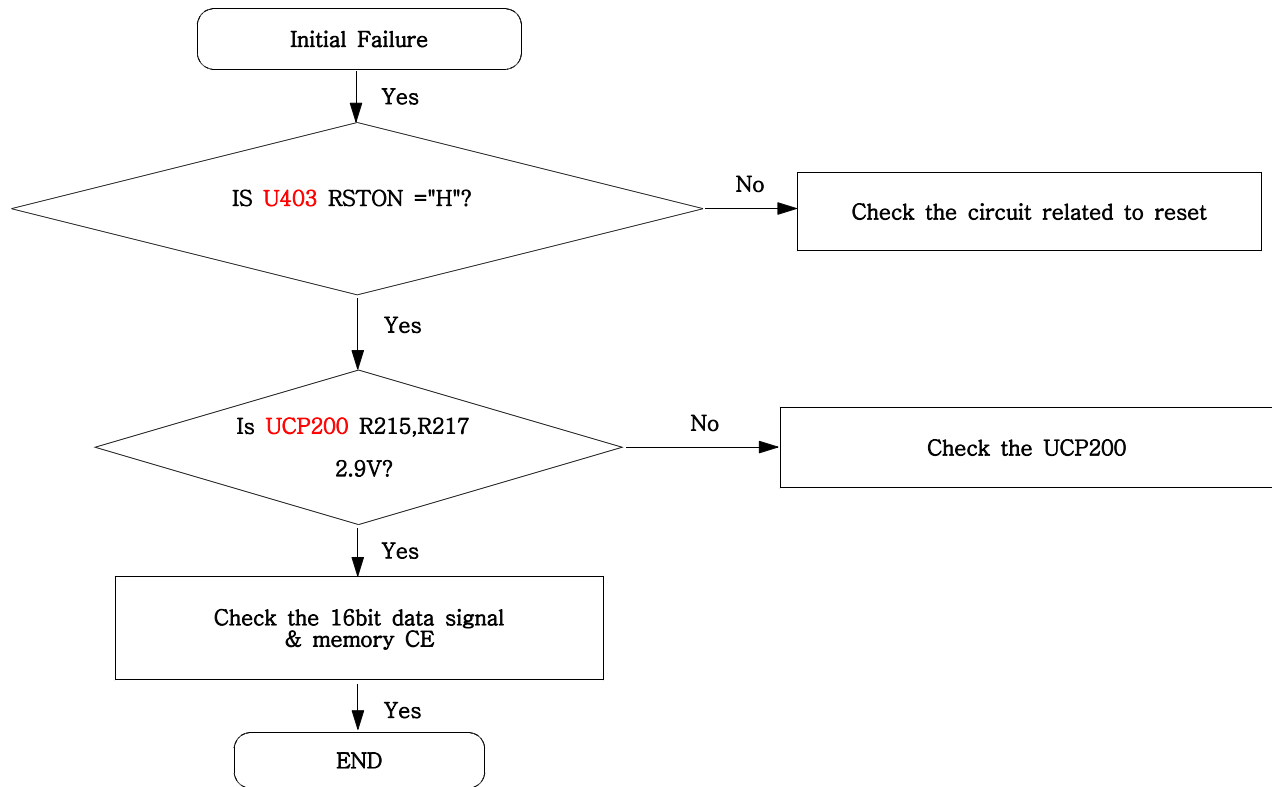 Initial Failure
Yes
IS U403 RSTON ="H"?
No
Check the circuit related to reset
Yes
Is UCP200 R215,R217
2.9V?
No
Check the UCP200
Yes
Check the 16bit data signal
& memory CE
Yes
END